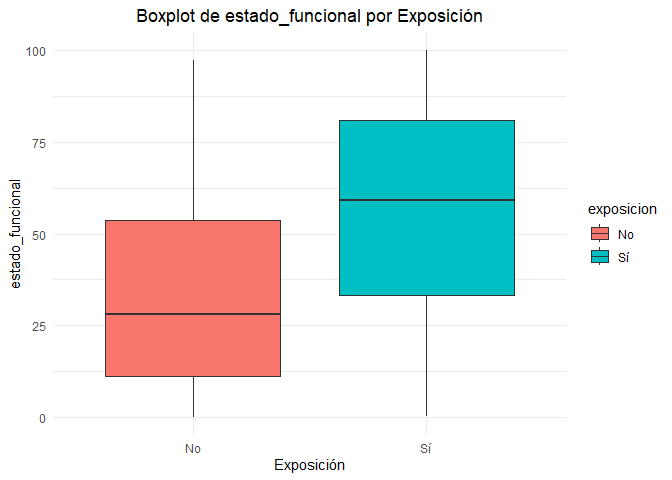 Boxplot de estado_funcional por Exposición
estado_funcional
100
75
50
25
0
No
Sí
Exposición
exposicion
No
Sí